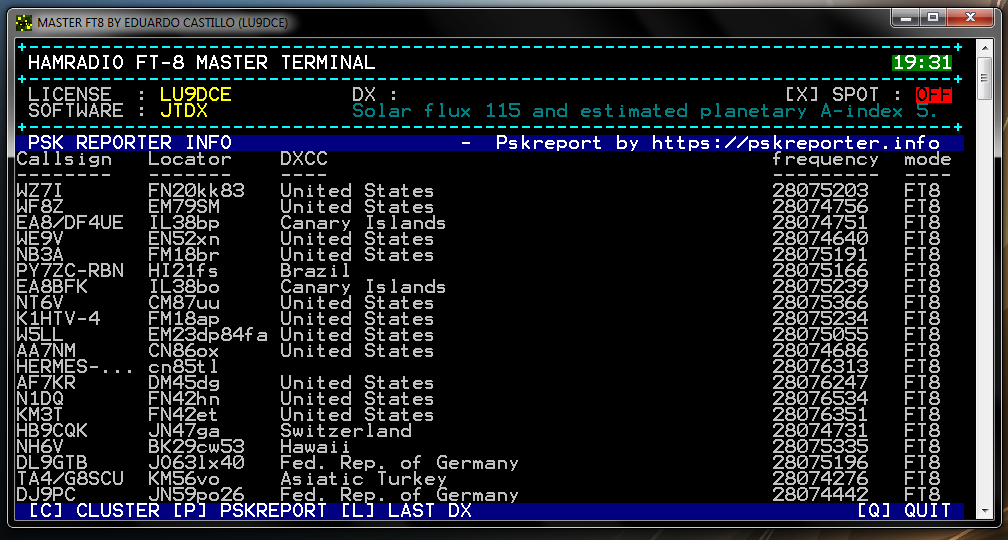 MASTER FT8 BY EDUARDO CASTILLO (LU9DCE)
HAMRADIO FT-8 MASTER TERMINAL 19:31
LICENSE : LU9DCE DX : [X] SPOT : OFF
SOFTWARE : JTDX Solar flux 115 and estimated planetary A-index 5.
PSK REPORTER INFO - Pskreport by https://pskreporter.info
Callsign Locator DXCC frequency mode
-------- ------- ---- --------- ----
WZ7I FN20kk83 United States 28075203 FT8
WF8Z EM79SM United States 28074756 FT8
EA8/DF4UE IL38bp Canary Islands 28074751 FT8
WE9V EN52xn United States 28074640 FT8
NB3A FM18br United States 28075191 FT8
PY7ZC-RBN HI21fs Brazil 28075166 FT8
EA8BFK IL38bo Canary Islands 28075239 FT8
NT6V CM87uu United States 28075366 FT8
K1HTV-4 FM18ap United States 28075234 FT8
W5LL EM23dp84fa United States 28075055 FT8
AA7NM CN86ox United States 28074686 FT8
HERMES-... cn85tl 28076313 FT8
AF7KR DM45dg United States 28076247 FT8
N1DQ FN42hn United States 28076534 FT8
KM3T FN42et United States 28076351 FT8
HB9CQK JN47ga Switzerland 28074731 FT8
NH6V BK29cw53 Hawaii 28075335 FT8
DL9GTB JO63lx40 Fed. Rep. of Germany 28075196 FT8
TA4/G8SCU KM56vo Asiatic Turkey 28074276 FT8
DJ9PC JN59po26 Fed. Rep. of Germany 28074442 FT8
[C] CLUSTER [P] PSKREPORT [L] LAST DX [Q] QUIT